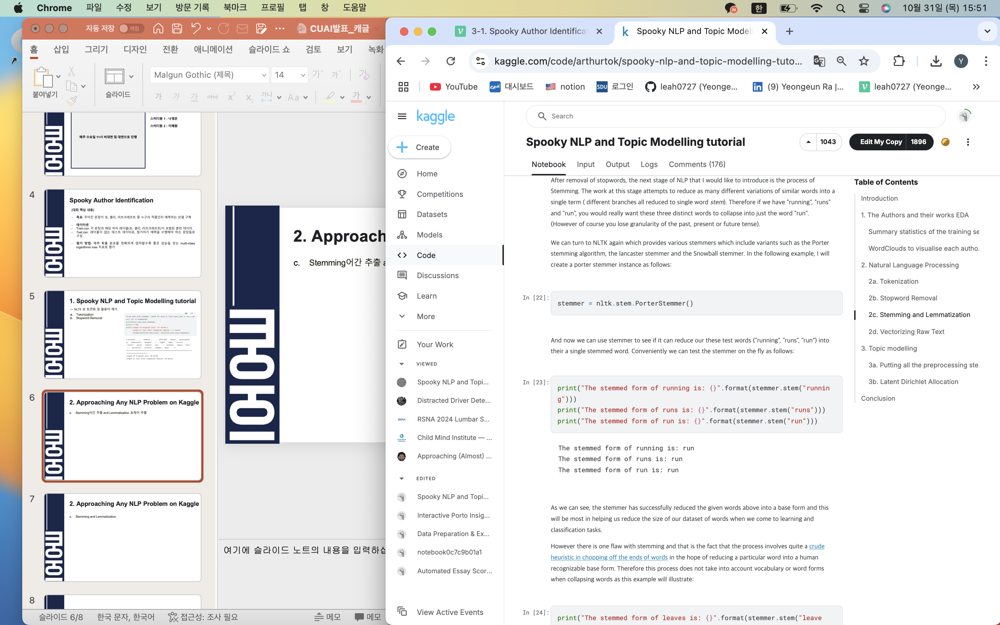 Chrome 파일 수정 보기 방문 기록 북마크 프로필 탭 창 도움말
한 10월 31일 (목) 15:51
자동 저장 꺼짐 CUAI발표_캐글
홈 삽입 그리기 디자인 전환 애니메이션 슬라이드 쇼 검토 보기 녹화
붙여넣기
슬라이드
Malgun Gothic (제목) 14
스터디원 1 : 나영은
스터디원 2 : 이혜원
매주 수요일 11시 비대면 및 대면으로 진행
4
Spooky Author Identification
[대회 핵심 내용]
- 목표: 주어진 문장이 포, 셸리, 러브크래프트 중 누구의 작품인지 예측하는 모델 구축
- 데이터셋:
- Train.csv: 각 문장과 해당 저자 레이블(포, 셸리, 러브크래프트)이 포함된 훈련 데이터.
- Test.csv: 레이블이 없는 테스트 데이터로, 참가자가 예측을 수행해야 하는 문장들로
구성
- 평가 방법: 예측 확률 분포를 정확하게 캡처할수록 좋은 성능을 얻는 multi-class
logarithmic loss 지표로 평가
5
1. Spooky NLP and Topic Modelling tutorial
-> NLTK 로 토큰화 및 불용어 제거
a. Tokenization
b. Stopword Removal
Length of original list: 48 words
6
2. Approaching Any NLP Problem on Kaggle
c. Stemming어간 추출 and Lemmatization 표제어 추출
7
2. Approaching Any NLP Problem on Kaggle
c. Stemming and Lemmatization
8
2. Approach
c. Stemming어간 추출 a
여기에 슬라이드 노트의 내용을 입력하십
슬라이드 6/8 한국 문자, 한국어 접근성: 조사 필요 메모 메모
3-1. Spooky Author Identifica
Spooky NLP and Topic Model
kaggle.com/code/arthurtok/spooky-nlp-and-topic-modelling-tuto...
Y
YouTube
CAU 대시보드
notion
SDU 로그인
leah0727 (Yeonge...
in (9) Yeongeun Ra |...
leah0727 (Yeonge...
kaggle
Search
Create
Home
Competitions
Datasets
Models
Code
Discussions
Learn
More
Your Work
VIEWED
Spooky NLP and Topi...
Distracted Driver Dete...
RSNA RSNA 2024 Lumbar S...
Child Mind Institute — ...
Approaching (Almost) ...
EDITED
Spooky NLP and Topi...
Interactive Porto Insig...
Data Preparation & Ex...
notebook0c7c9b01a1
Automated Essay Scor...
View Active Events
Spooky NLP and Topic Modelling tutorial
1043
Edit My Copy 1896
Notebook Input Output Logs Comments (176)
After removal of stopwords, the next stage of NLP that I would like to introduce is the process of
Stemming. The work at this stage attempts to reduce as many different variations of similar words into a
single term ( different branches all reduced to single word stem). Therefore if we have "running", "runs"
and "run", you would really want these three distinct words to collapse into just the word "run".
(However of course you lose granularity of the past, present or future tense).
We can turn to NLTK again which provides various stemmers which include variants such as the Porter
stemming algorithm, the lancaster stemmer and the Snowball stemmer. In the following example, I will
create a porter stemmer instance as follows:
In [22]:
stemmer = nltk.stem.PorterStemmer()
And now we can use stemmer to see if it can reduce our these test words ("running", "runs", "run") into
their a single stemmed word. Conveniently we can test the stemmer on the fly as follows:
In [23]:
print("The stemmed form of running is: {}".format(stemmer.stem("runnin
g")))
print("The stemmed form of runs is: {}".format(stemmer.stem("runs")))
print("The stemmed form of run is: {}".format(stemmer.stem("run")))
The stemmed form of running is: run
The stemmed form of runs is: run
The stemmed form of run is: run
As we can see, the stemmer has successfully reduced the given words above into a base form and this
will be most in helping us reduce the size of our dataset of words when we come to learning and
classification tasks.
However there is one flaw with stemming and that is the fact that the process involves quite a crude
heuristic in chopping off the ends of words in the hope of reducing a particular word into a human
recognizable base form. Therefore this process does not take into account vocabulary or word forms
when collapsing words as this example will illustrate:
In [24]:
print("The stemmed form of leaves is: {}".format(stemmer.stem("leave
Table of Contents
Introduction
1. The Authors and their works EDA
Summary statistics of the training se
WordClouds to visualise each autho.
2. Natural Language Processing
2a. Tokenization
2b. Stopword Removal
2c. Stemming and Lemmatization
2d. Vectorizing Raw Text
3. Topic modelling
3a. Putting all the preprocessing ste.
3b. Latent Dirichlet Allocation
Conclusion